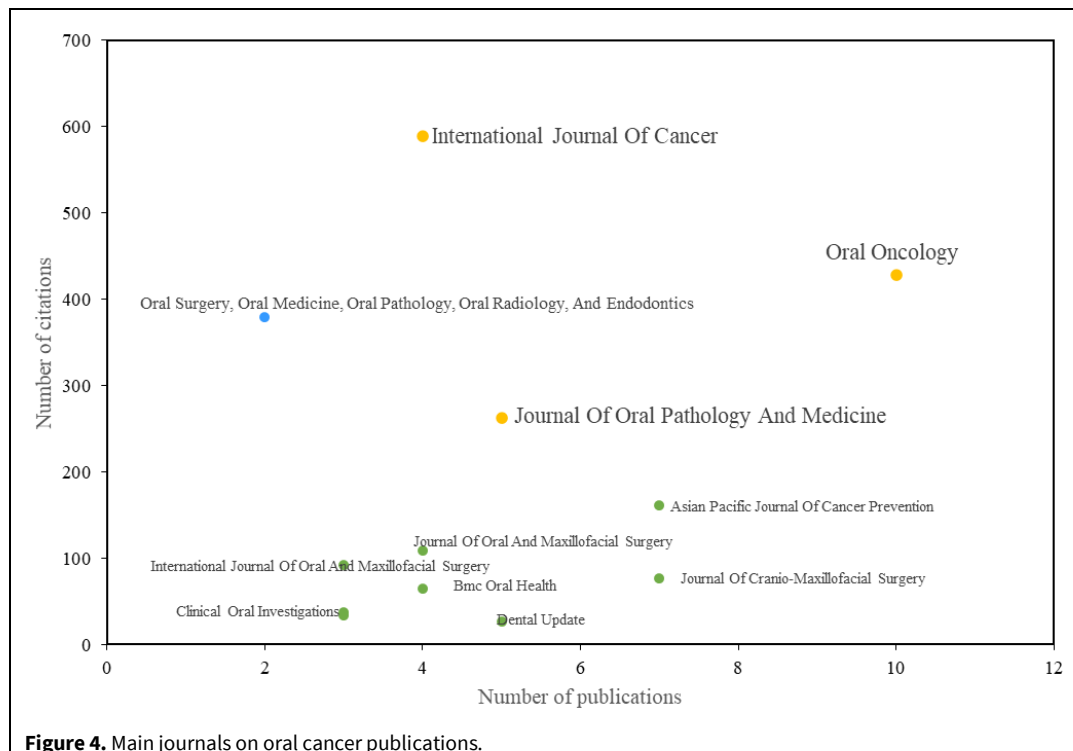 700
600
500
400
300
200
100
0
Number of citations
International Journal Of Cancer
Oral Oncology
Oral Surgery, Oral Medicine, Oral Pathology, Oral Radiology, And Endodontics
Journal Of Oral Pathology And Medicine
Asian Pacific Journal Of Cancer Prevention
Journal Of Oral And Maxillofacial Surgery
International Journal Of Oral And Maxillofacial Surgery
Journal Of Cranio-Maxillofacial Surgery
Bmc Oral Health
Clinical Oral Investigations
Dental Update
0 2 4 6 8 10 12
Number of publications
Figure 4. Main journals on oral cancer publications.